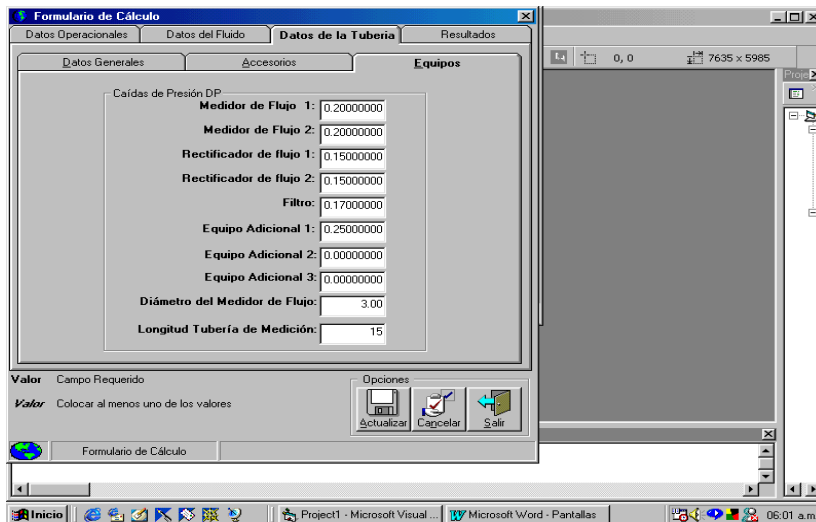 Formulario de Cálculo
Datos Operacionales Datos del Fluido Datos de la Tuberia Resultados
0, 0 7635 x 5985
Datos Generales Accesorios Equipos
Caídas de Presión DP
Medidor de Flujo 1: 0.20000000
Medidor de Flujo 2: 0.20000000
Rectificador de flujo 1: 0.15000000
Rectificador de flujo 2: 0.15000000
Filtro: 0.17000000
Equipo Adicional 1: 0.25000000
Equipo Adicional 2: 0.00000000
Equipo Adicional 3: 0.00000000
Diámetro del Medidor de Flujo: 3.00
Longitud Tubería de Medición: 15
Valor Campo Requerido
Valor Colocar al menos uno de los valores
Opciones
Actualizar Cancelar Salir
Formulario de Cálculo
Inicio Project1 - Microsoft Visual ... Microsoft Word - Pantallas 06:01 a.m.